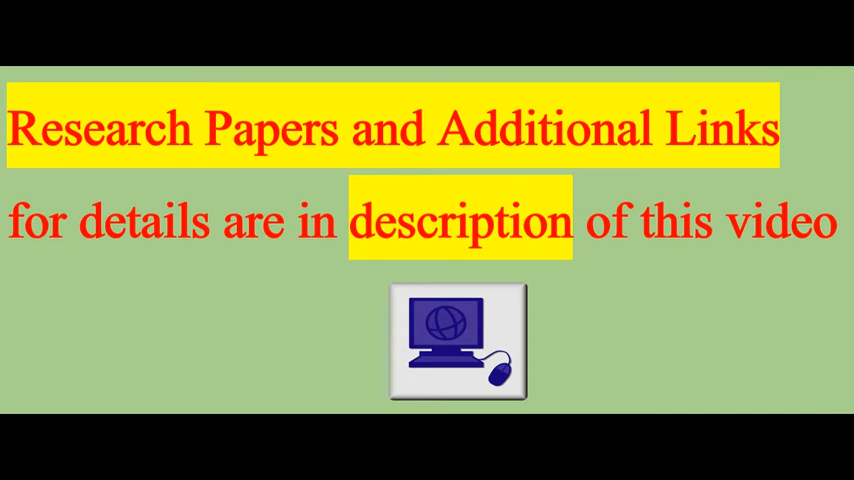 Research Papers and Additional Links
for details are in description of this video